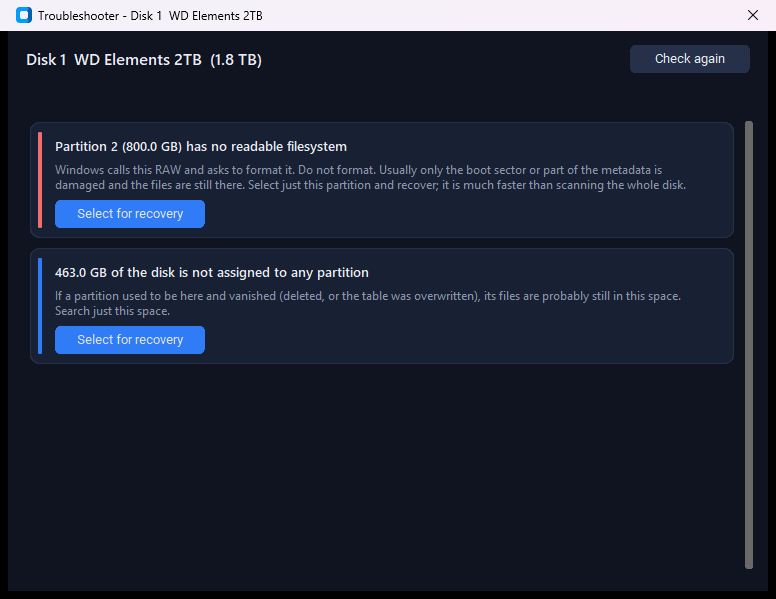 Troubleshooter - Disk 1  WD Elements 2TB
Disk 1  WD Elements 2TB  (1.8 TB)
Check again
Partition 2 (800.0 GB) has no readable filesystem
Windows calls this RAW and asks to format it. Do not format. Usually only the boot sector or part of the metadata is
damaged and the files are still there. Select just this partition and recover; it is much faster than scanning the whole disk.
Select for recovery
463.0 GB of the disk is not assigned to any partition
If a partition used to be here and vanished (deleted, or the table was overwritten), its files are probably still in this space.
Search just this space.
Select for recovery